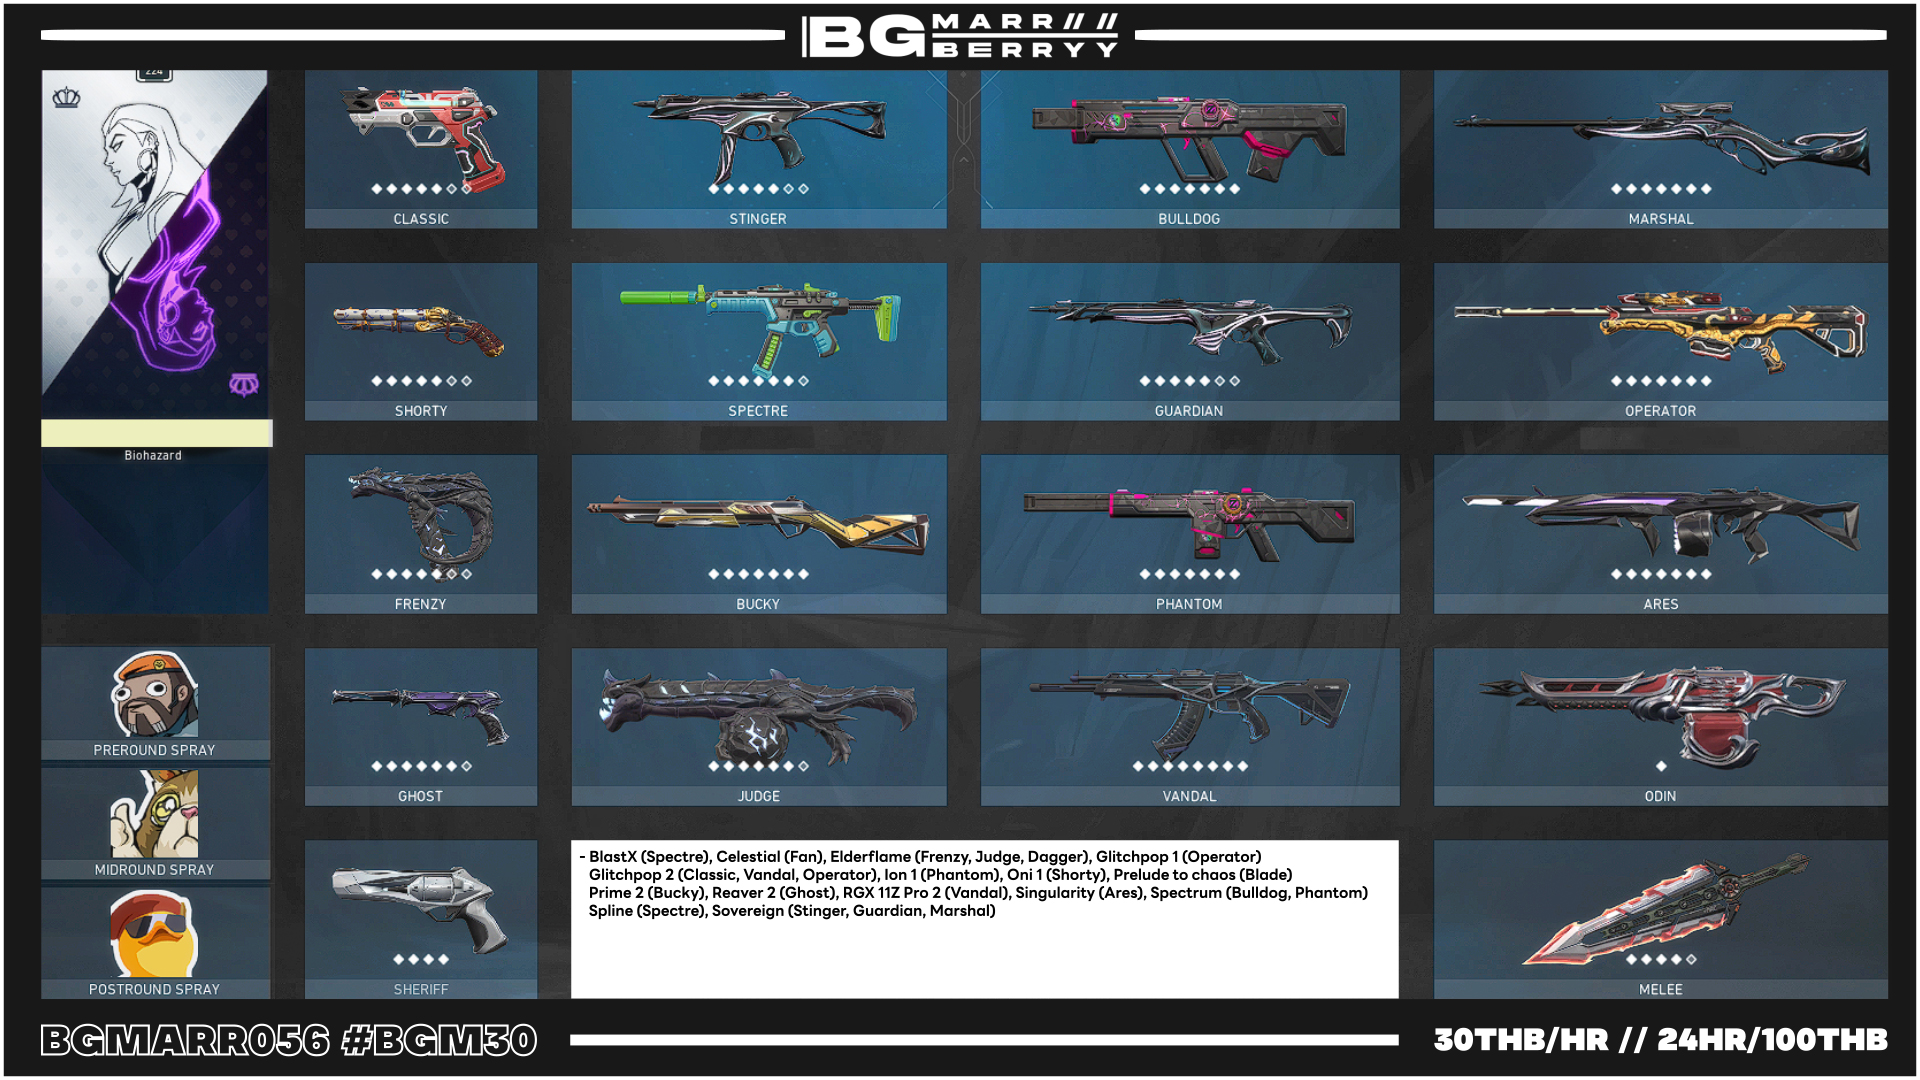 BG MARR// //
BERRYY
224
Biohazard
PREROUND SPRAY
MIDROUND SPRAY
POSTROUND SPRAY
CLASSIC
STINGER
BULLDOG
MARSHAL
SHORTY
SPECTRE
GUARDIAN
OPERATOR
FRENZY
BUCKY
PHANTOM
ARES
GHOST
JUDGE
VANDAL
ODIN
SHERIFF
- BlastX (Spectre), Celestial (Fan), Elderflame (Frenzy, Judge, Dagger), Glitchpop 1 (Operator)
Glitchpop 2 (Classic, Vandal, Operator), Ion 1 (Phantom), Oni 1 (Shorty), Prelude to chaos (Blade)
Prime 2 (Bucky), Reaver 2 (Ghost), RGX 11Z Pro 2 (Vandal), Singularity (Ares), Spectrum (Bulldog, Phantom)
Spline (Spectre), Sovereign (Stinger, Guardian, Marshal)
MELEE
BGMARR056 #BGM30
30THB/HR // 24HR/100THB